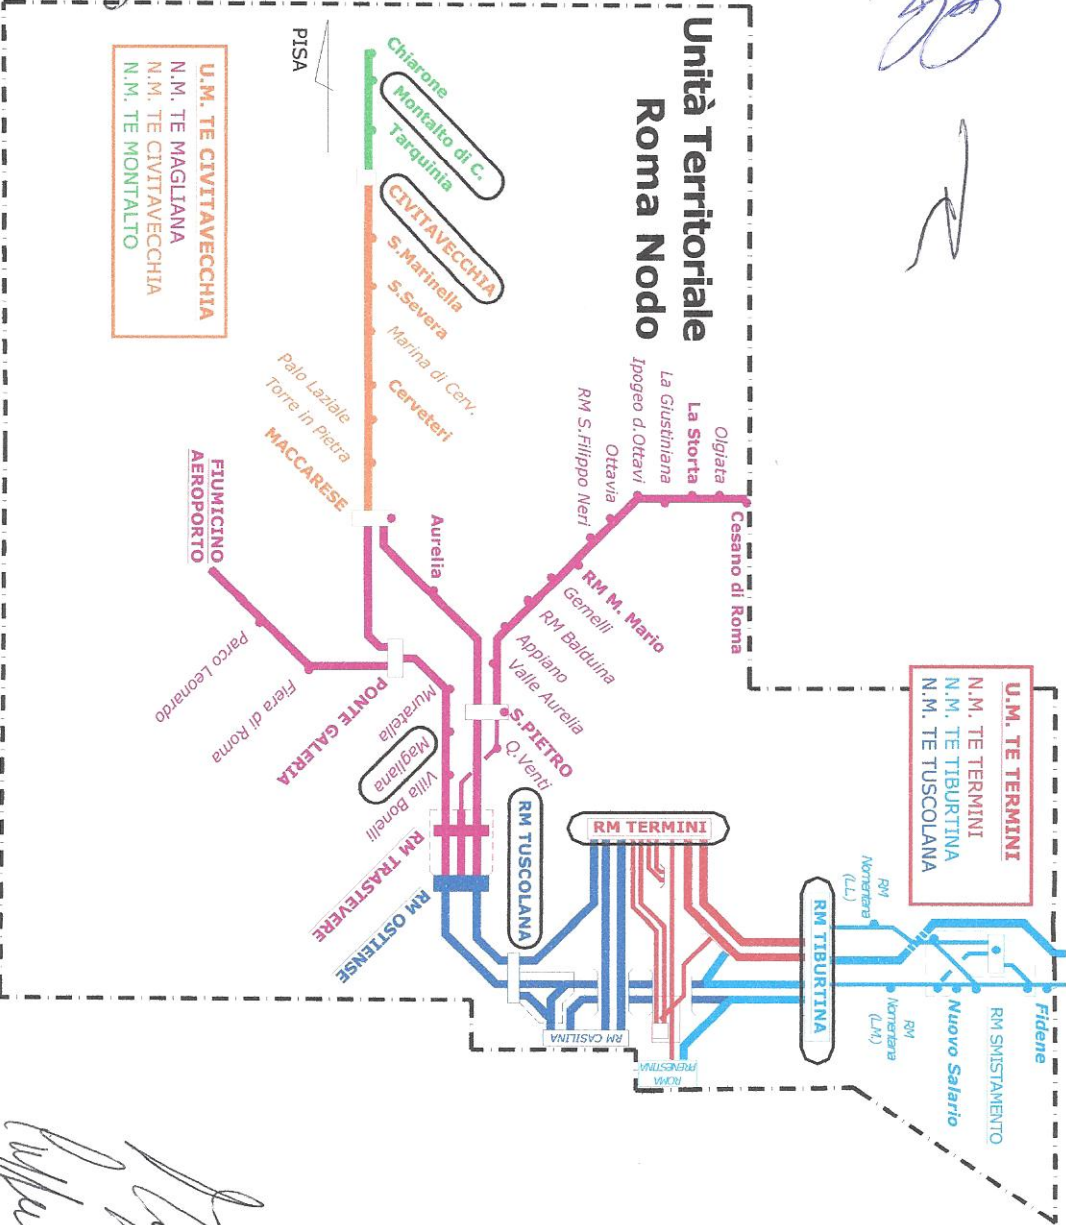 Unità Territoriale
Roma Nodo
PISA
Chiarone
Montalto di C.
Tarquinia
CIVITAVECCHIA
S.Marinella
S.Severa
Marina di Cerv.
Cerveteri
Palo Laziale
Torre in Pietra
MACCARESE
U.M. TE CIVITAVECCHIA
N.M. TE MAGLIANA
N.M. TE CIVITAVECCHIA
N.M. TE MONTALTO
Cesano di Roma
Olgiata
La Storta
La Giustiniana
Ipogeo d.Ottavi
Ottavia
RM S.Filippo Neri
RM M. Mario
Gemelli
RM Balduina
Appiano
Valle Aurelia
S.PIETRO
Q.Venti
Aurelia
FIUMICINO
AEROPORTO
Parco Leonardo
Fiera di Roma
PONTE GALERIA
Muratella
Magliana
Villa Bonelli
RM TRASTEVERE
RM OSTIENSE
RM TUSCOLANA
RM TERMINI
RM TIBURTINA
RM CASILINA
ROMA
PRENESTINA
U.M. TE TERMINI
N.M. TE TERMINI
N.M. TE TIBURTINA
N.M. TE TUSCOLANA
RM
Nomentana
(L.L.)
RM
Nomentana
(L.M.)
Nuovo Salario
RM SMISTAMENTO
Fidene